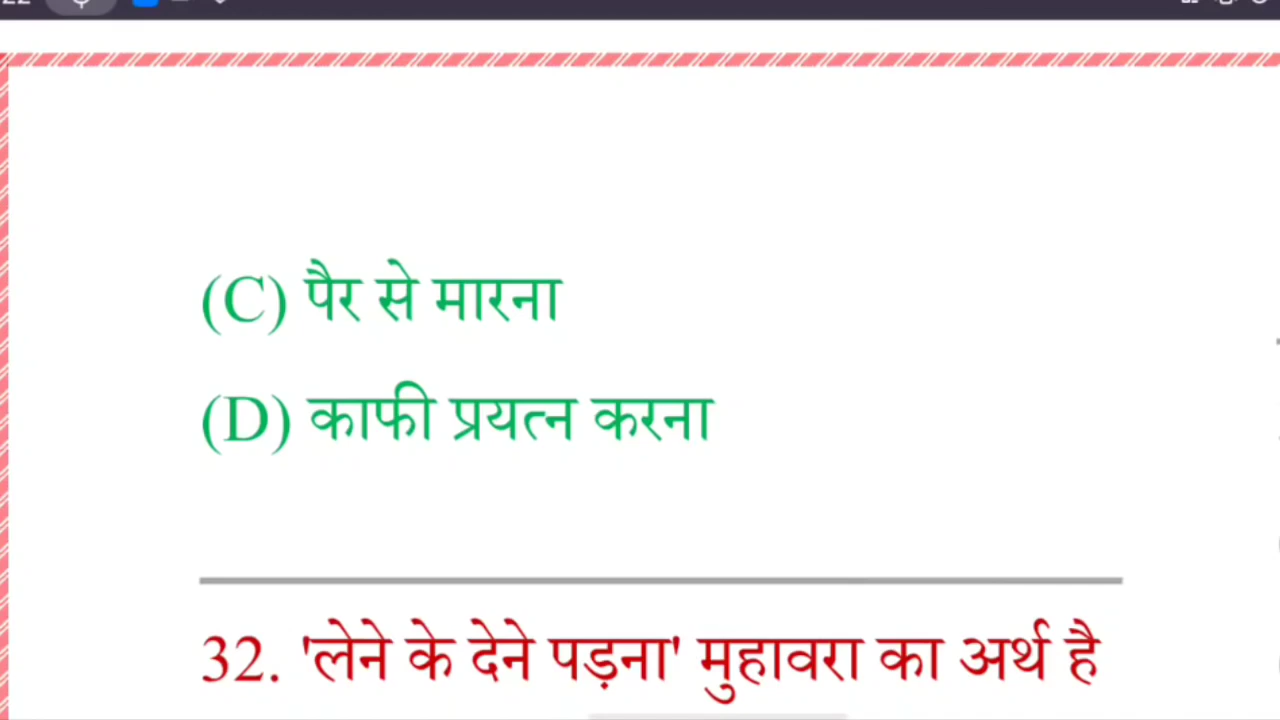 (C) पैर से मारना
(D) काफी प्रयत्न करना
32. 'लेने के देने पड़ना' मुहावरा का अर्थ है